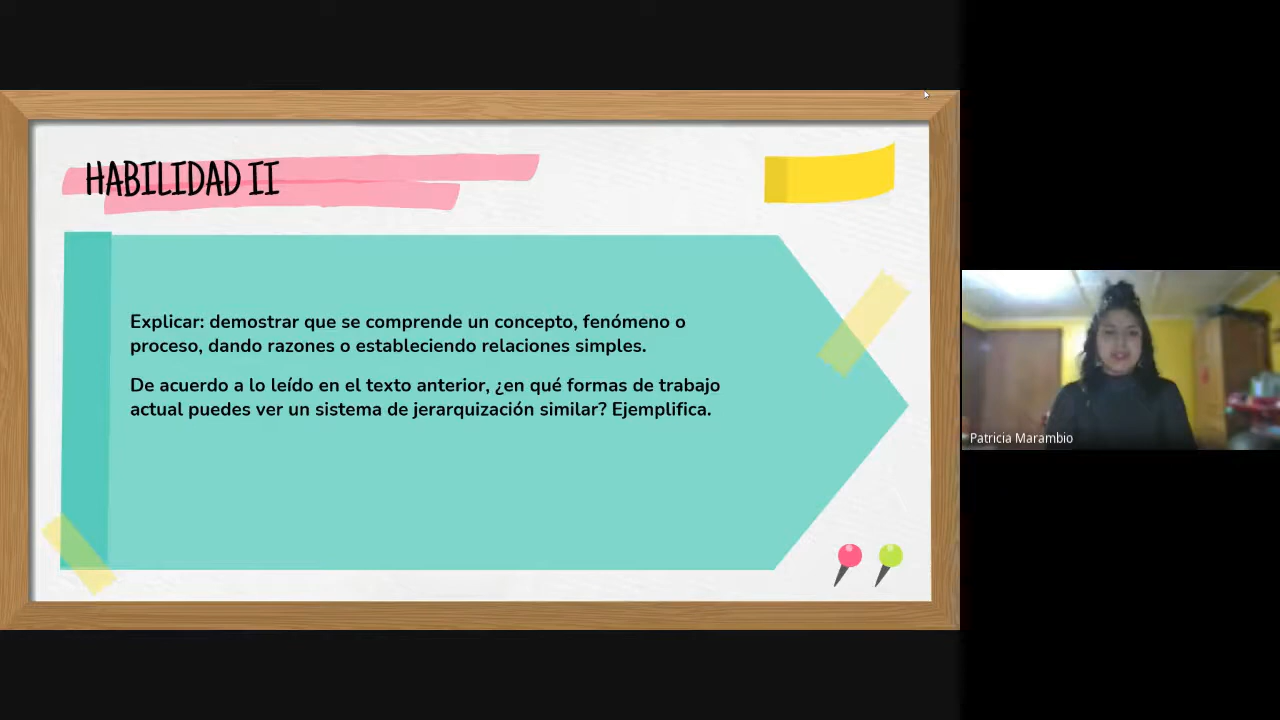 HABILIDAD II
Explicar: demostrar que se comprende un concepto, fenómeno o
proceso, dando razones o estableciendo relaciones simples.
De acuerdo a lo leído en el texto anterior, ¿en qué formas de trabajo
actual puedes ver un sistema de jerarquización similar? Ejemplifica.
Patricia Marambio